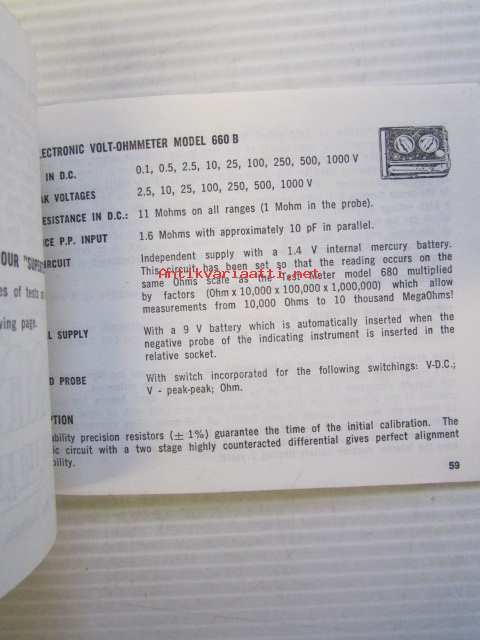 LECTRONIC VOLT-OHMMETER MODEL 660 B
IN D.C. 0.1, 0.5, 2.5, 10, 25, 100, 250, 500, 1000 V
AK VOLTAGES 2.5, 10, 25, 100, 250, 500, 1000 V
ESISTANCE IN D.C.: 11 Mohms on all ranges (1 Mohm in the probe).
CE P.P. INPUT 1.6 Mohms with approximately 10 pF in parallel.
RCUIT Independent supply with a 1.4 V internal mercury battery.
This circuit has been set so that the reading occurs on the
same Ohms scale as the Test Meter model 680 multiplied
by factors (Ohm x 10,000 x 100,000 x 1,000,000) which allow
measurements from 10,000 Ohms to 10 thousand MegaOhms!
L SUPPLY With a 9 V battery which is automatically inserted when the
negative probe of the indicating instrument is inserted in the
relative socket.
D PROBE With switch incorporated for the following switchings: V-D.C.;
V - peak-peak; Ohm.
PTION
ability precision resistors (± 1%) guarantee the time of the initial calibration. The
ic circuit with a two stage highly counteracted differential gives perfect alignment
bility.
59
OUR "SUPE
es of tests
ving page.
Antikvariaatti.net